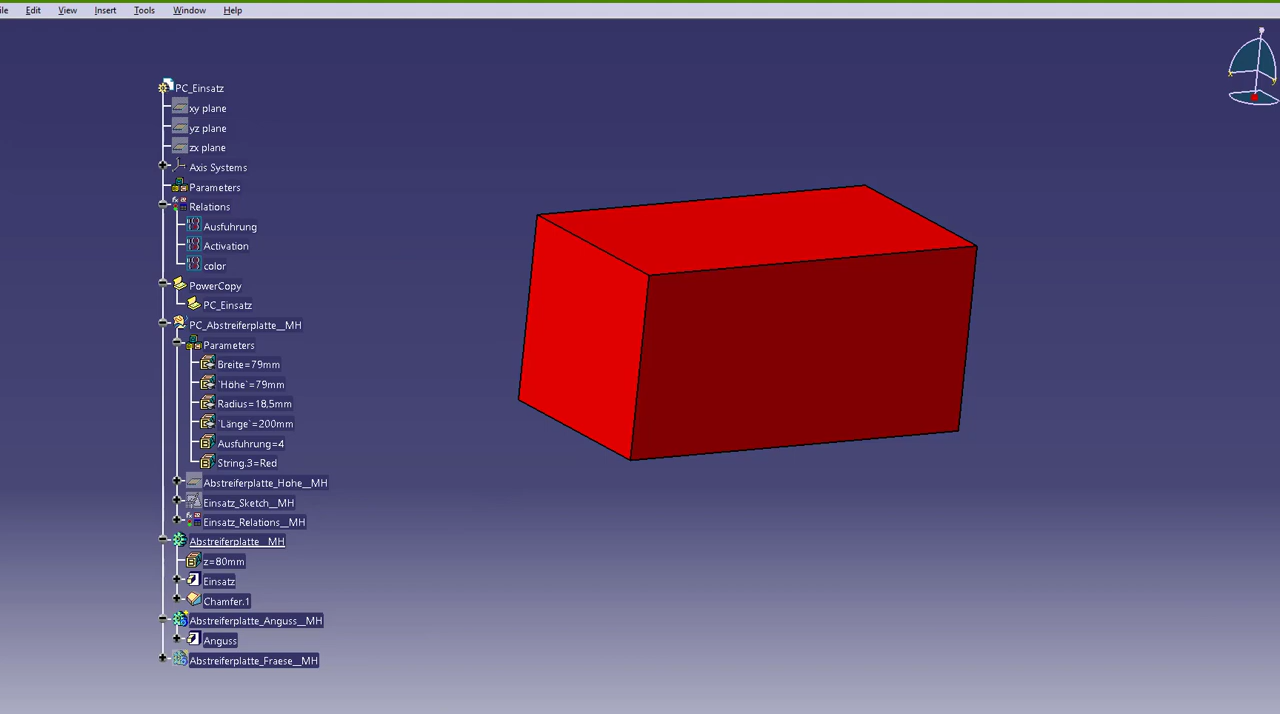 Edit View Insert Tools Window Help
PC_Einsatz
xy plane
yz plane
zx plane
Axis Systems
Parameters
Relations
Ausfuhrung
Activation
color
PowerCopy
PC_Einsatz
PC_Abstreiferplatte__MH
Parameters
Breite=79mm
`Höhe`=79mm
Radius=18,5mm
`Länge`=200mm
Ausfuhrung=4
String.3=Red
Abstreiferplatte_Hohe__MH
Einsatz_Sketch__MH
Einsatz_Relations__MH
Abstreiferplatte__MH
z=80mm
Einsatz
Chamfer.1
Abstreiferplatte_Anguss__MH
Anguss
Abstreiferplatte_Fraese__MH